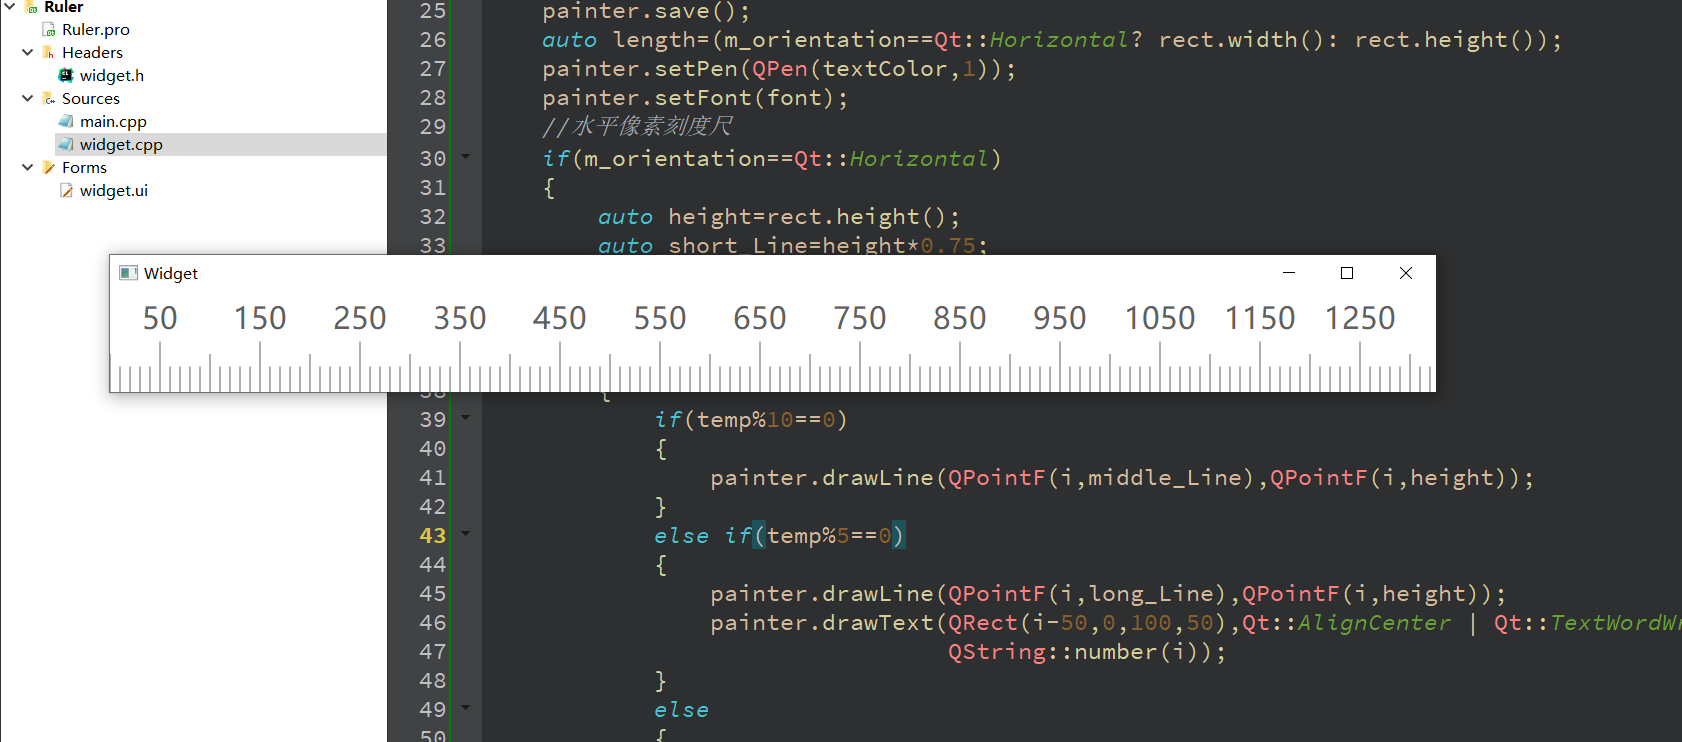 Ruler
Ruler.pro
Headers
widget.h
Sources
main.cpp
widget.cpp
Forms
widget.ui
25 painter.save();
26 auto length=(m_orientation==Qt::Horizontal? rect.width(): rect.height());
27 painter.setPen(QPen(textColor,1));
28 painter.setFont(font);
29 //水平像素刻度尺
30 if(m_orientation==Qt::Horizontal)
31 {
32 auto height=rect.height();
33 auto short_Line=height*0.75;
Widget
50 150 250 350 450 550 650 750 850 950 1050 1150 1250
38 {
39 if(temp%10==0)
40 {
41 painter.drawLine(QPointF(i,middle_Line),QPointF(i,height));
42 }
43 else if(temp%5==0)
44 {
45 painter.drawLine(QPointF(i,long_Line),QPointF(i,height));
46 painter.drawText(QRect(i-50,0,100,50),Qt::AlignCenter | Qt::TextWordWr
47 QString::number(i));
48 }
49 else
50 {